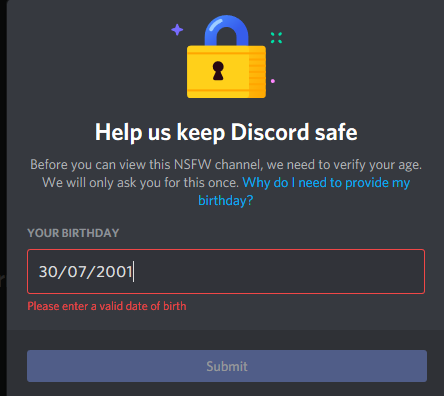 Help us keep Discord safe
Before you can view this NSFW channel, we need to verify your age.
We will only ask you for this once. Why do I need to provide my
birthday?
YOUR BIRTHDAY
30/07/2001
Please enter a valid date of birth
Submit